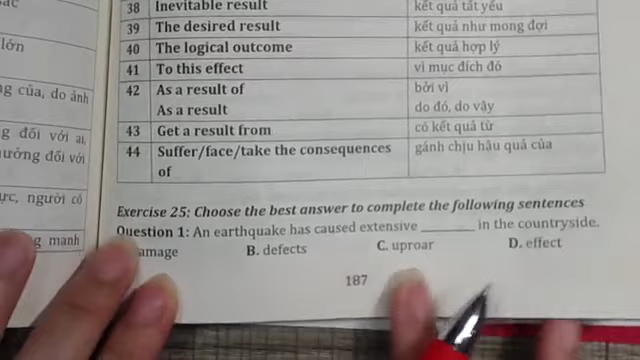 lớn
của, do ảnh
đối với ai,
ưởng đối với
ực, người có
manh
38 Inevitable result kết quả tất yếu
39 The desired result kết quả như mong đợi
40 The logical outcome kết quả hợp lý
41 To this effect vì mục đích đó
42 As a result of bởi vì
As a result do đó, do vậy
43 Get a result from có kết quả từ
44 Suffer/face/take the consequences gánh chịu hậu quả của
of
Exercise 25: Choose the best answer to complete the following sentences
Question 1: An earthquake has caused extensive ________ in the countryside.
amage B. defects C. uproar D. effect
187